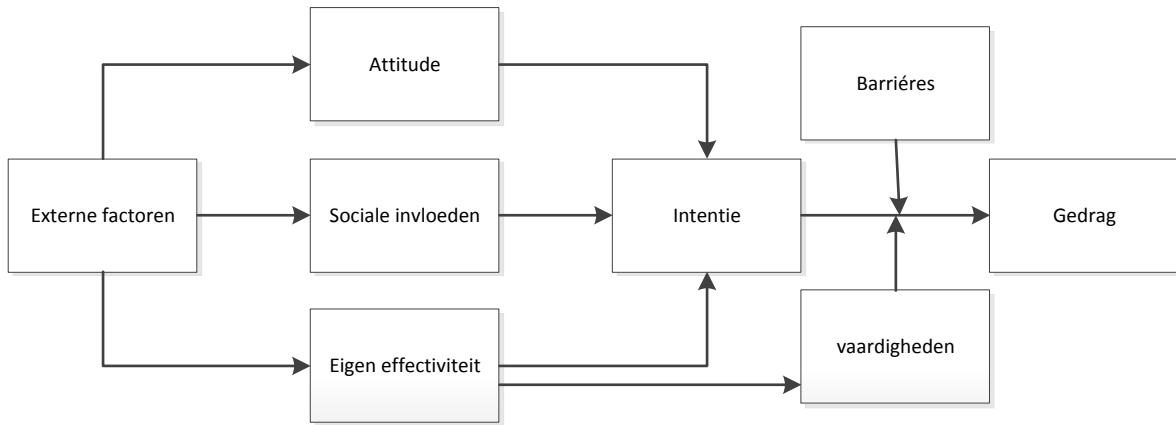 Attitude
Barriéres
Externe factoren
Sociale invloeden
Intentie
Gedrag
Eigen effectiviteit
vaardigheden